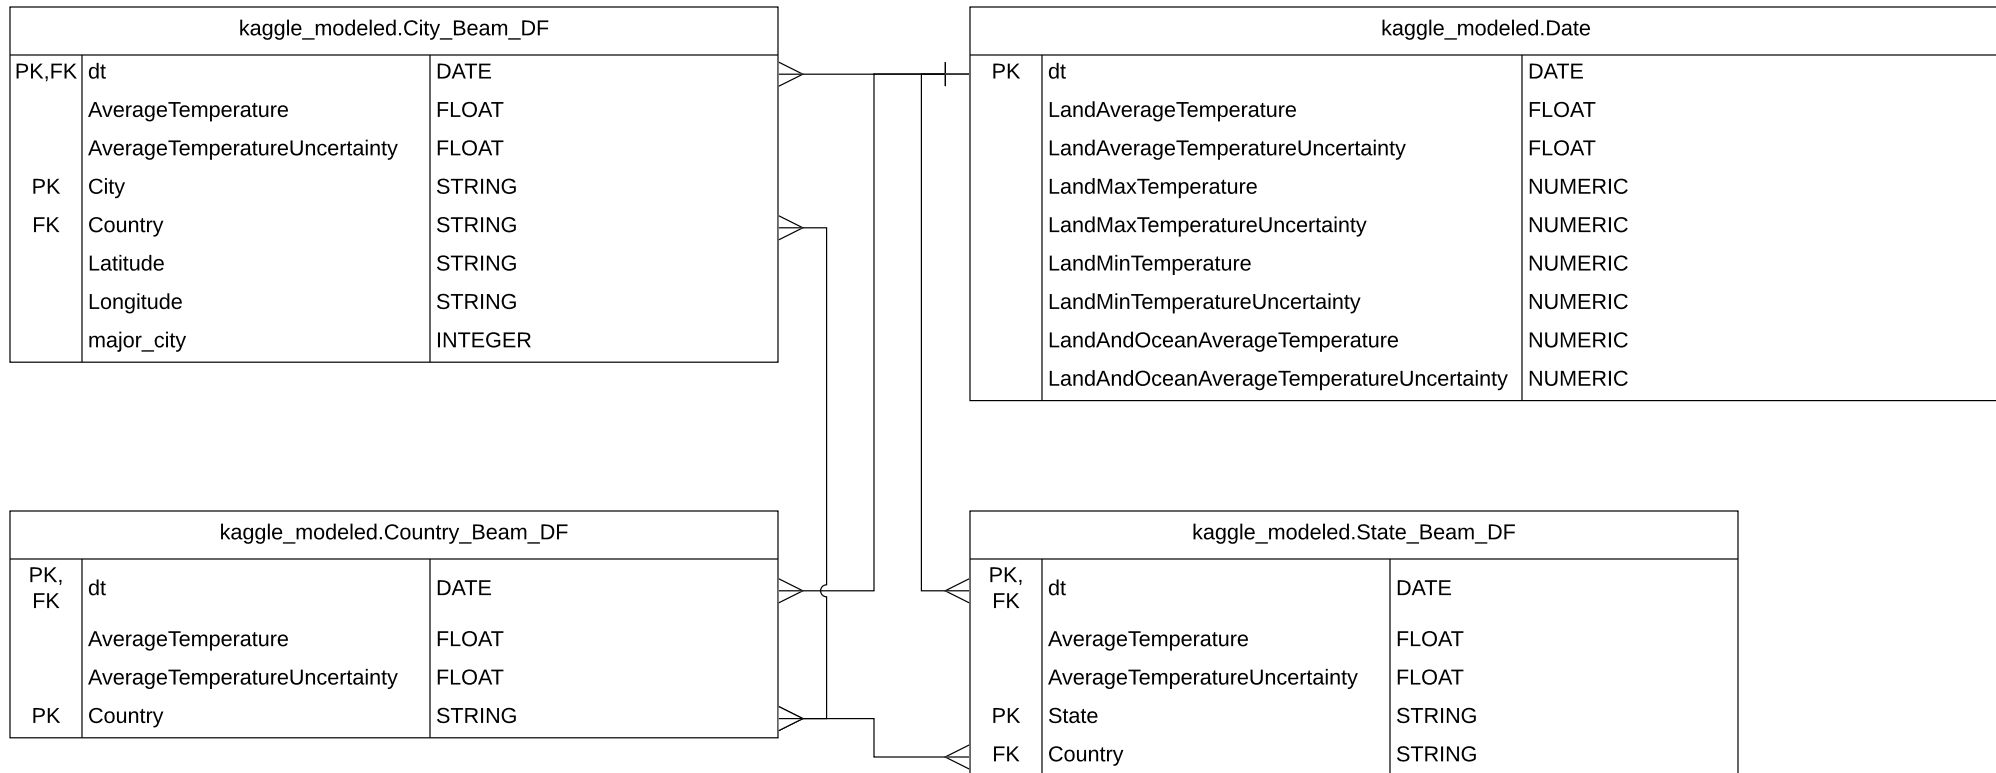 kaggle_modeled.City_Beam_DF
PK,FK dt DATE
AverageTemperature FLOAT
AverageTemperatureUncertainty FLOAT
PK City STRING
FK Country STRING
Latitude STRING
Longitude STRING
major_city INTEGER
kaggle_modeled.Date
PK dt DATE
LandAverageTemperature FLOAT
LandAverageTemperatureUncertainty FLOAT
LandMaxTemperature NUMERIC
LandMaxTemperatureUncertainty NUMERIC
LandMinTemperature NUMERIC
LandMinTemperatureUncertainty NUMERIC
LandAndOceanAverageTemperature NUMERIC
LandAndOceanAverageTemperatureUncertainty NUMERIC
kaggle_modeled.Country_Beam_DF
PK,
FK dt DATE
AverageTemperature FLOAT
AverageTemperatureUncertainty FLOAT
PK Country STRING
kaggle_modeled.State_Beam_DF
PK,
FK dt DATE
AverageTemperature FLOAT
AverageTemperatureUncertainty FLOAT
PK State STRING
FK Country STRING